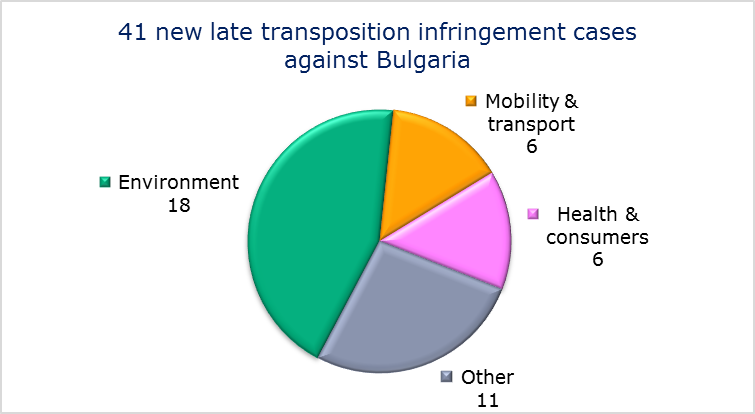 41 new late transposition infringement cases
against Bulgaria
Mobility &
transport
6
Environment
18
Health &
consumers
6
Other
11